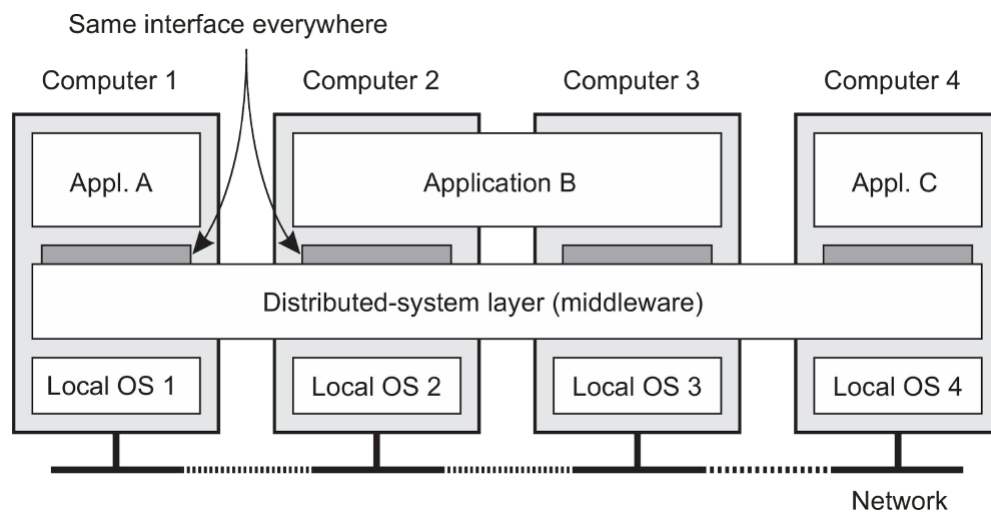 Same interface everywhere
Computer 1
Computer 2
Computer 3
Computer 4
Appl. A
Application B
Appl. C
Distributed-system layer (middleware)
Local OS 1
Local OS 2
Local OS 3
Local OS 4
Network